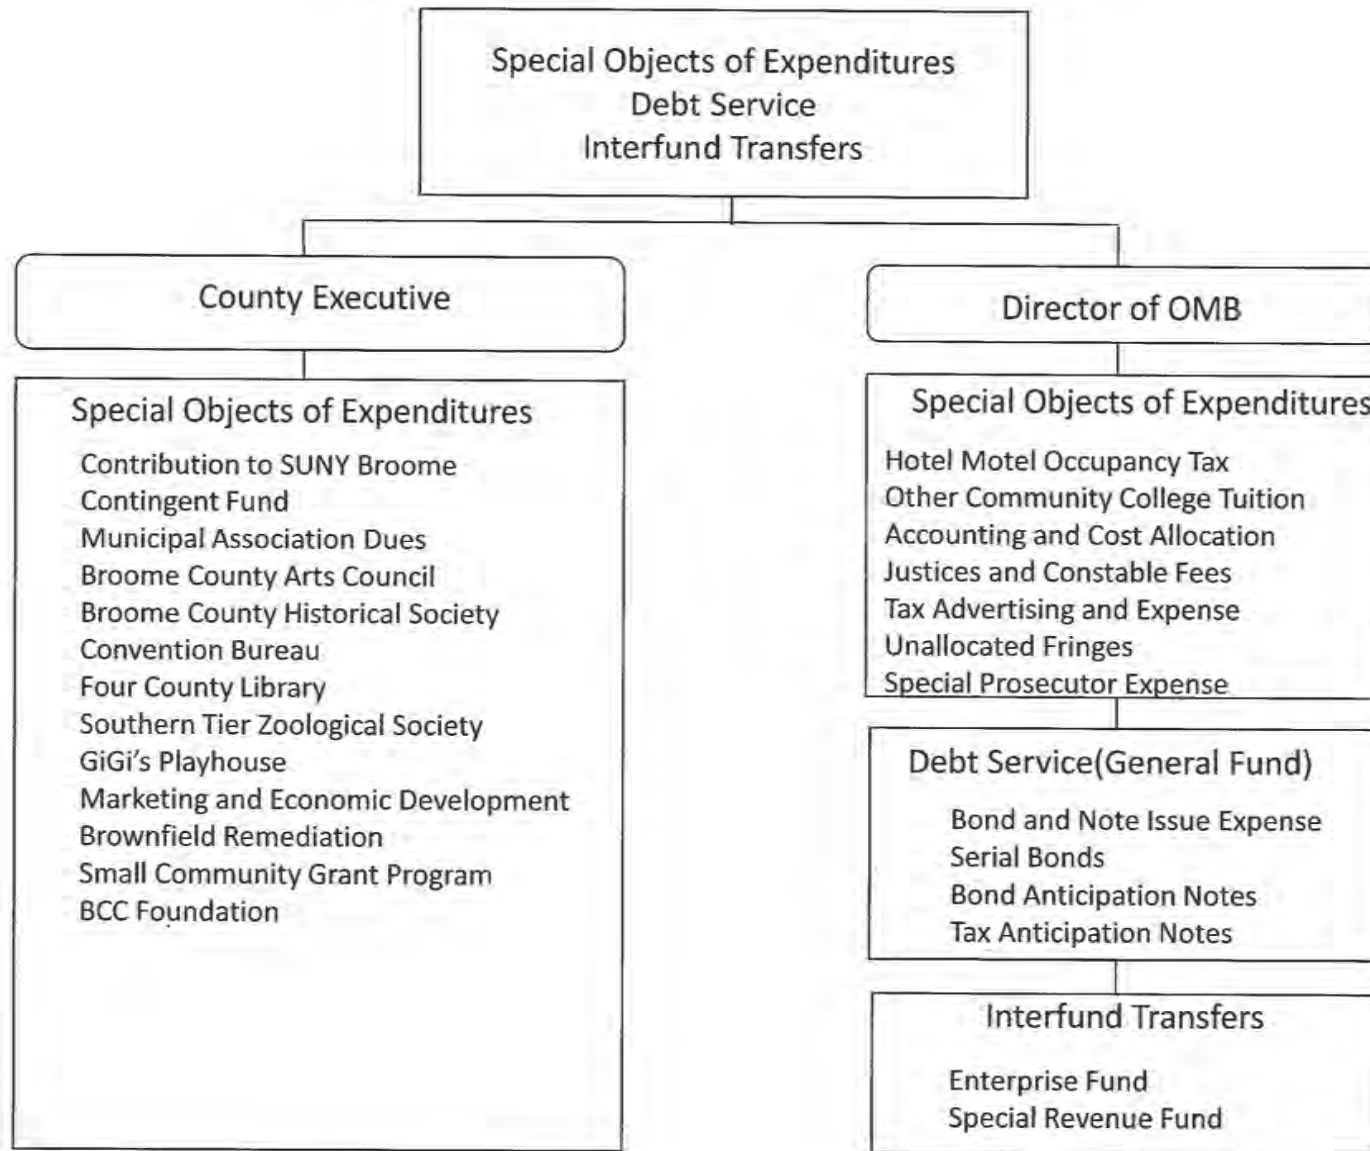 Special Objects of Expenditures
Debt Service
Interfund Transfers
County Executive
Special Objects of Expenditures
Contribution to SUNY Broome
Contingent Fund
Municipal Association Dues
Broome County Arts Council
Broome County Historical Society
Convention Bureau
Four County Library
Southern Tier Zoological Society
GiGi's Playhouse
Marketing and Economic Development
Brownfield Remediation
Small Community Grant Program
BCC Foundation
Director of OMB
Special Objects of Expenditures
Hotel Motel Occupancy Tax
Other Community College Tuition
Accounting and Cost Allocation
Justices and Constable Fees
Tax Advertising and Expense
Unallocated Fringes
Special Prosecutor Expense
Debt Service(General Fund)
Bond and Note Issue Expense
Serial Bonds
Bond Anticipation Notes
Tax Anticipation Notes
Interfund Transfers
Enterprise Fund
Special Revenue Fund